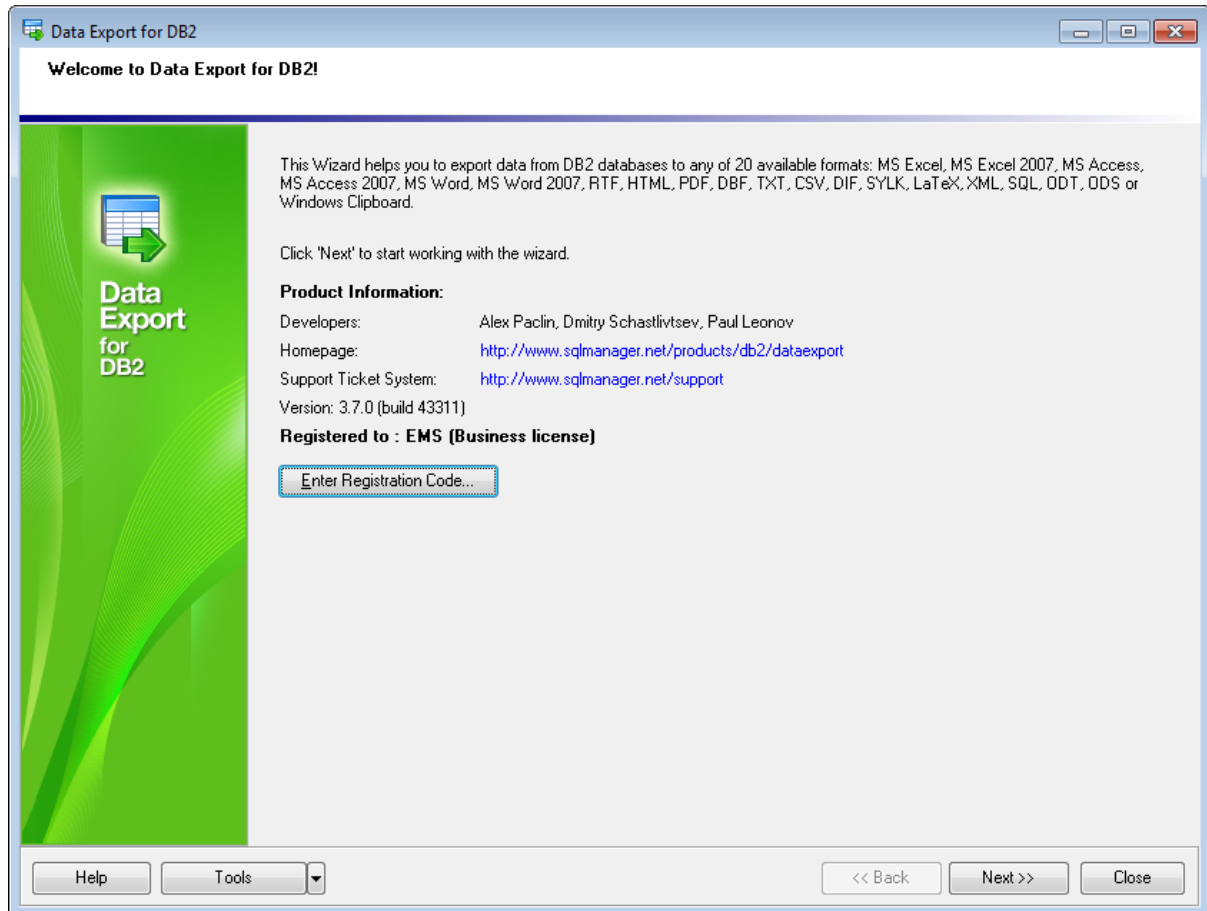 Data Export for DB2
Welcome to Data Export for DB2!
This Wizard helps you to export data from DB2 databases to any of 20 available formats: MS Excel, MS Excel 2007, MS Access,
MS Access 2007, MS Word, MS Word 2007, RTF, HTML, PDF, DBF, TXT, CSV, DIF, SYLK, LaTeX, XML, SQL, ODT, ODS or
Windows Clipboard.
Click 'Next' to start working with the wizard.
Data
Export
for
DB2
Product Information:
Developers: Alex Paclin, Dmitry Schastlivtsev, Paul Leonov
Homepage: http://www.sqlmanager.net/products/db2/dataexport
Support Ticket System: http://www.sqlmanager.net/support
Version: 3.7.0 (build 43311)
Registered to : EMS (Business license)
Enter Registration Code...
Help Tools << Back Next >> Close